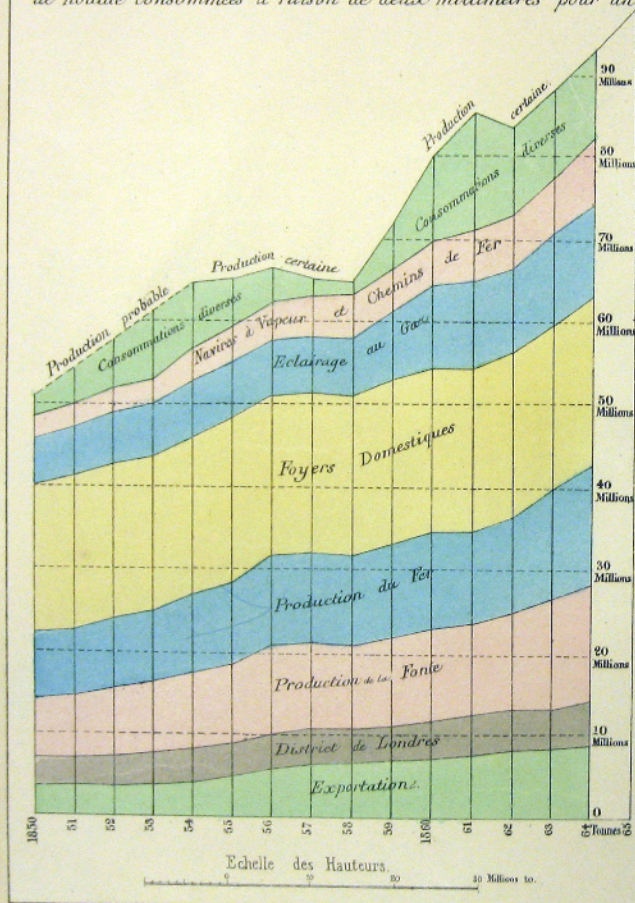 de houille consommées à raison de deux millimètres pour un
90
Millions
Production certaine.
Consommations diverses
80
Millions
70
Millions
Production certaine
Production probable
Consommations diverses
Navires à Vapeur et Chemins de Fer
60
Millions
Eclairage au Gaz
50
Millions
Foyers Domestiques
40
Millions
30
Millions
Production du Fer
20
Millions
Production de la Fonte
10
Millions
District de Londres
Exportations.
0
Tonnes
1850 51 52 53 54 55 56 57 58 59 1860 61 62 63 64 65
Echelle des Hauteurs.
30 Millions to.